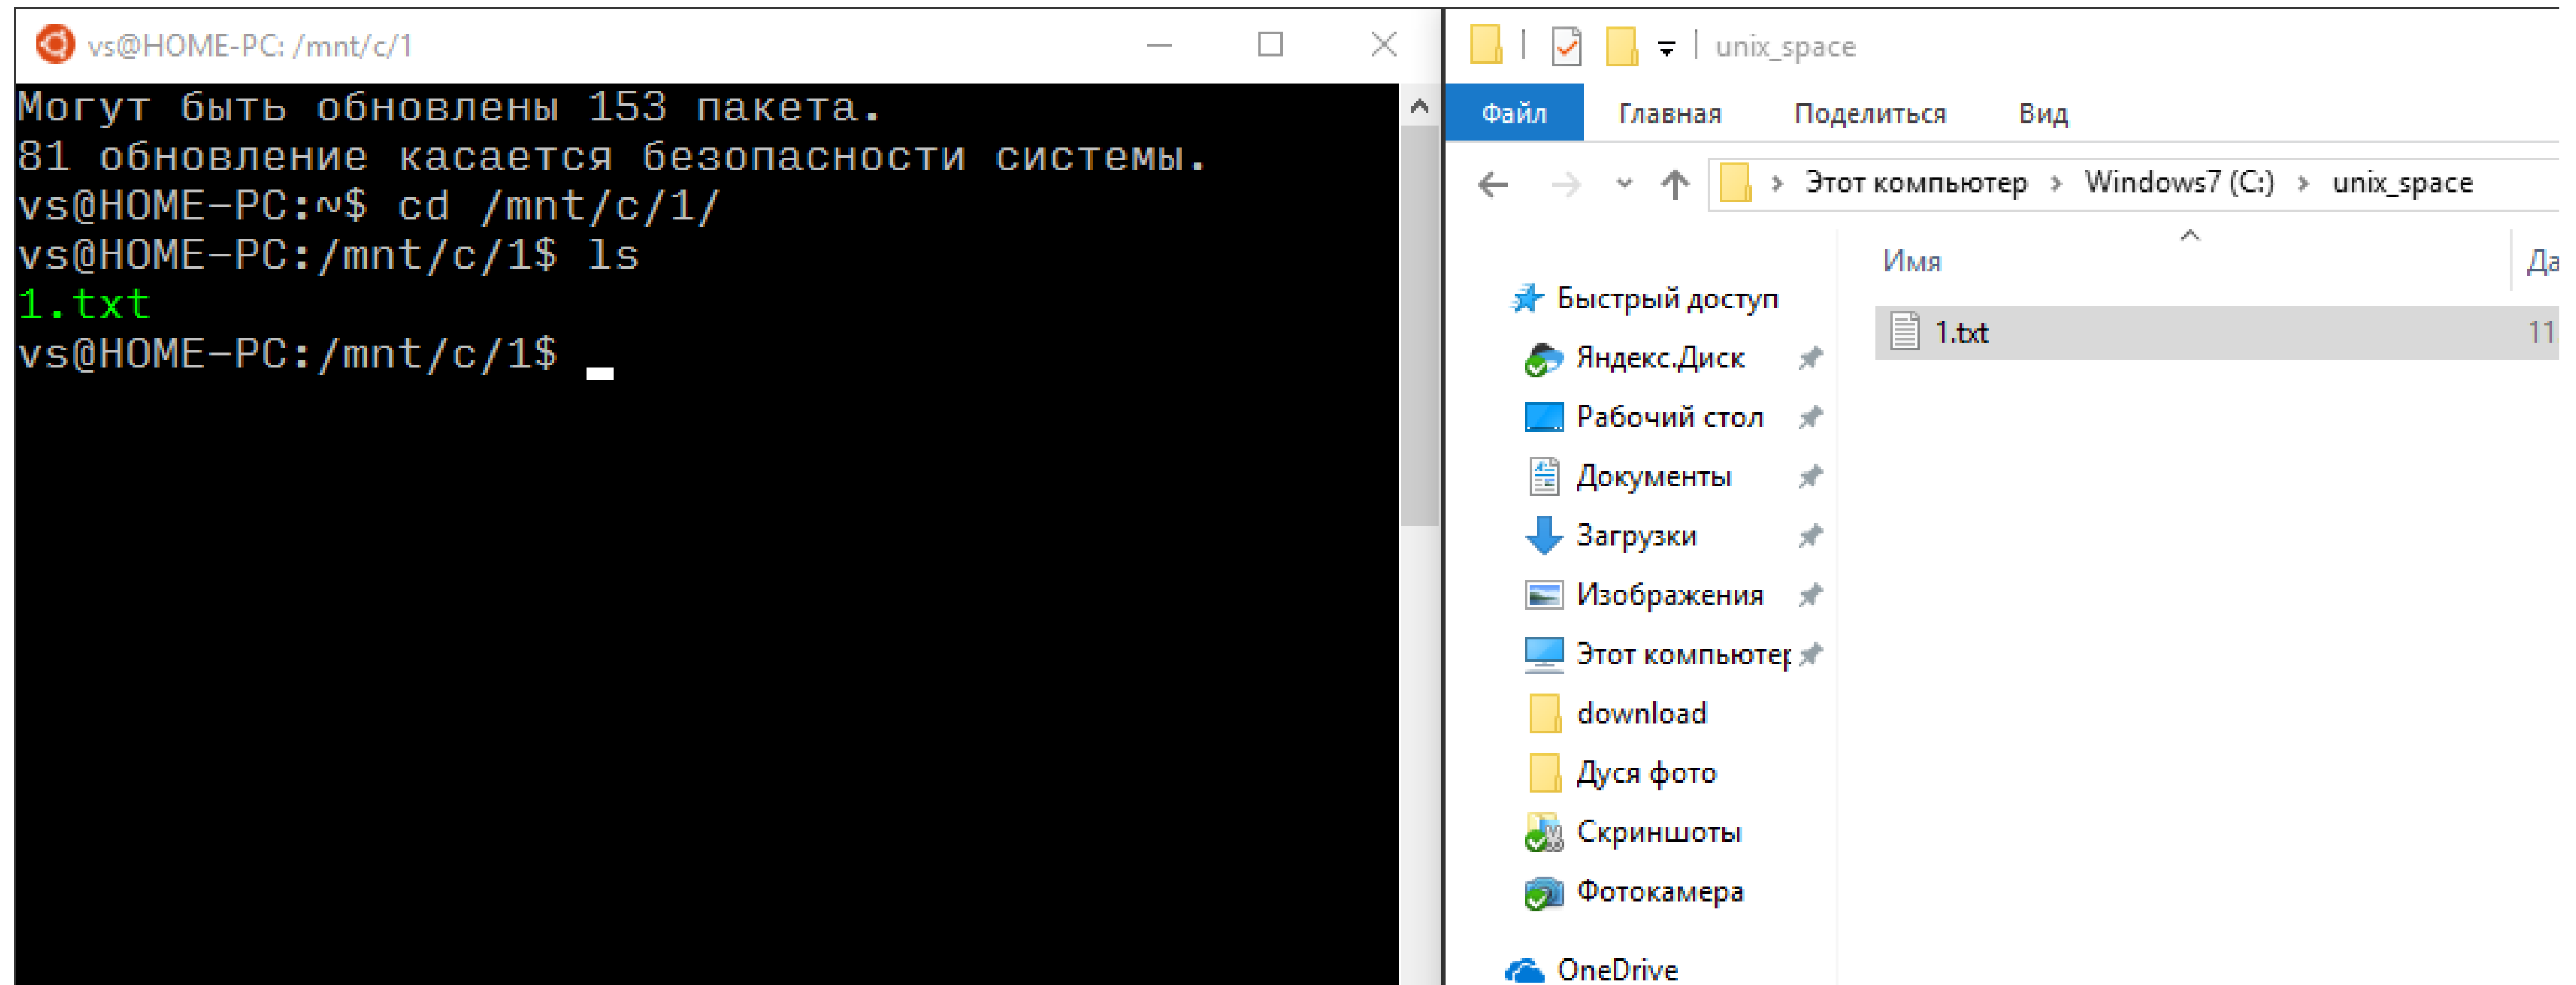 vs@HOME-PC: /mnt/c/1
Могут быть обновлены 153 пакета.
81 обновление касается безопасности системы.
vs@HOME-PC:~$ cd /mnt/c/1/
vs@HOME-PC:/mnt/c/1$ ls
1.txt
vs@HOME-PC:/mnt/c/1$
unix_space
Файл Главная Поделиться Вид
Этот компьютер > Windows7 (C:) > unix_space
Имя Да
1.txt 11
Быстрый доступ
Яндекс.Диск
Рабочий стол
Документы
Загрузки
Изображения
Этот компьютер
download
Дуся фото
Скриншоты
Фотокамера
OneDrive